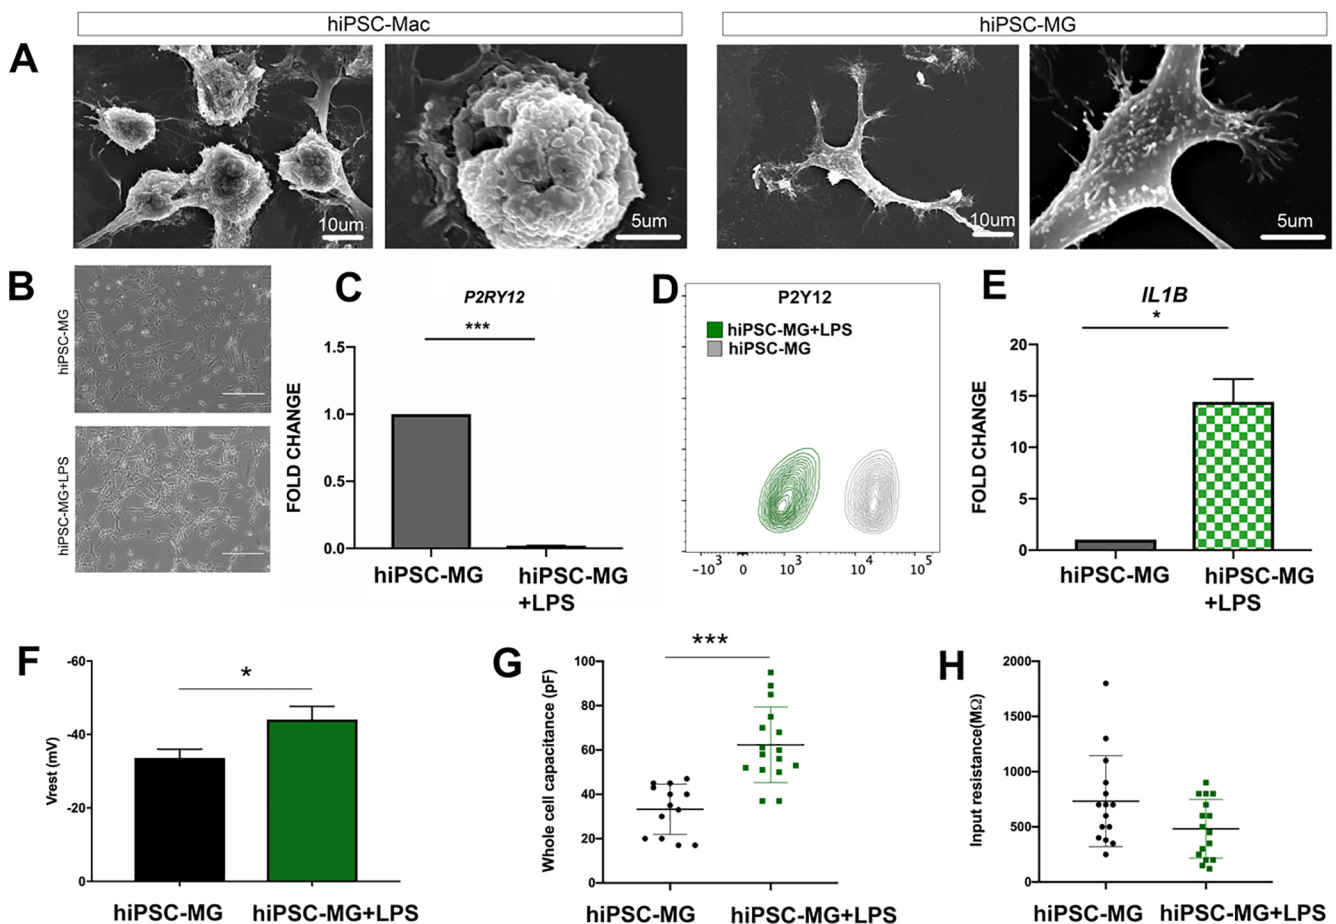 hiPSC-Mac
hiPSC-MG
A
10um
5um
10um
5um
B
hiPSC-MG
hiPSC-MG+LPS
C
P2RY12
***
FOLD CHANGE
1.5
1.0
0.5
0.0
hiPSC-MG
hiPSC-MG
+LPS
D
P2Y12
hiPSC-MG+LPS
hiPSC-MG
-10³
0
10³
10⁴
10⁵
E
IL1B
*
FOLD CHANGE
20
15
10
5
0
hiPSC-MG
hiPSC-MG
+LPS
F
*
Vrest (mV)
-60
-40
-20
0
hiPSC-MG
hiPSC-MG+LPS
G
***
Whole cell capacitance (pF)
100
80
60
40
20
0
hiPSC-MG
hiPSC-MG+LPS
H
Input resistance(MΩ)
2000
1500
1000
500
0
hiPSC-MG
hiPSC-MG+LPS